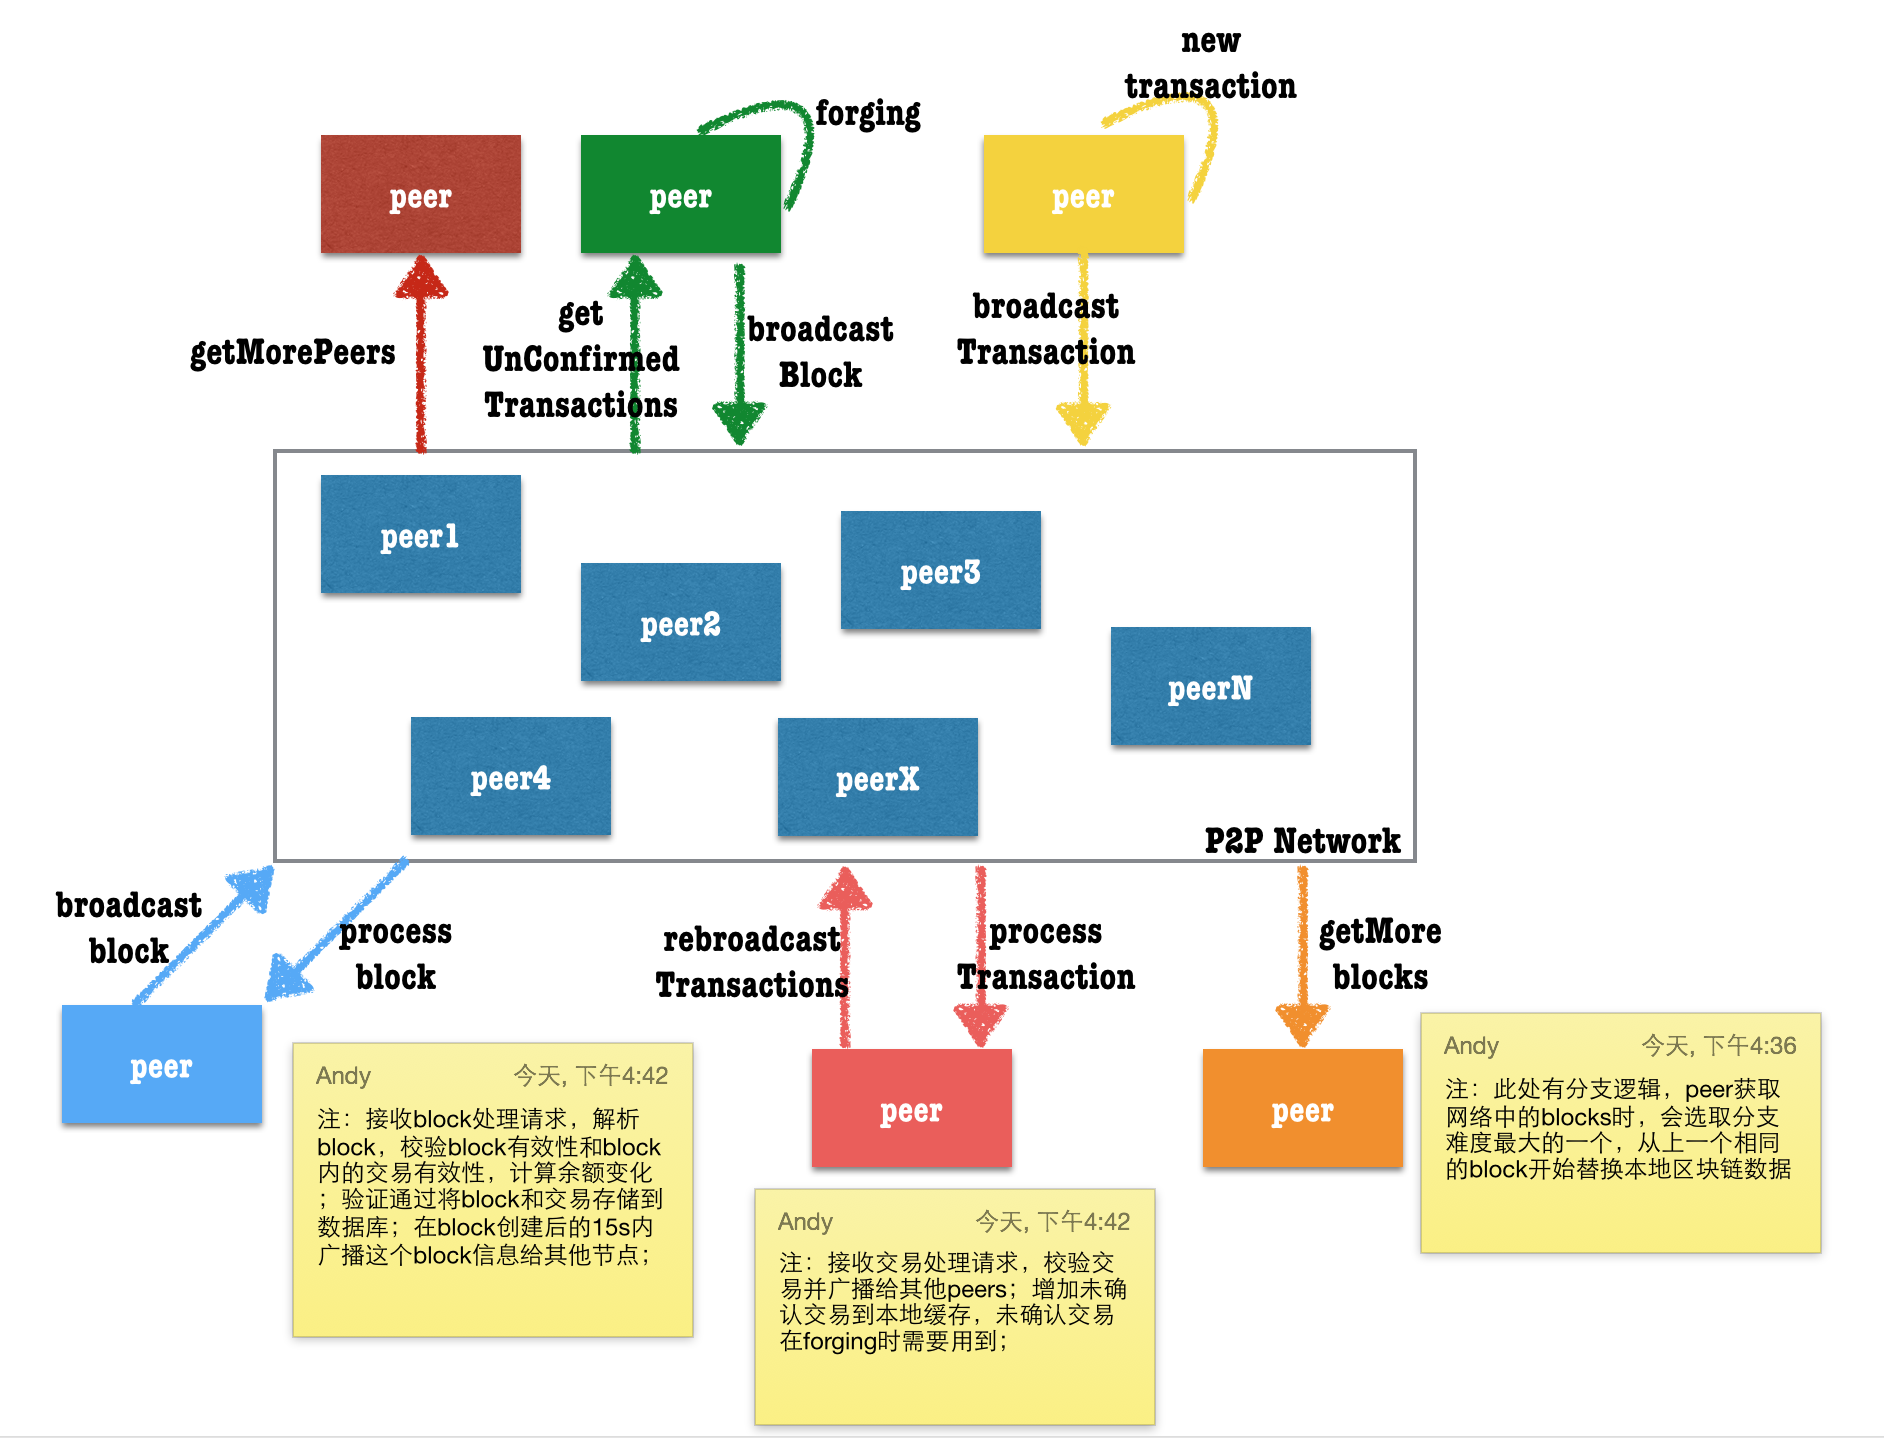 new
transaction
forging
peer
peer
peer
getMorePeers
get
UnConfirmed
Transactions
broadcast
Block
broadcast
Transaction
peer1
peer2
peer3
peerN
peer4
peerX
P2P Network
broadcast
block
process
block
rebroadcast
Transactions
process
Transaction
getMore
blocks
peer
peer
peer
Andy 今天, 下午4:42
注：接收block处理请求，解析
block，校验block有效性和block
内的交易有效性，计算余额变化
；验证通过将block和交易存储到
数据库；在block创建后的15s内
广播这个block信息给其他节点；
Andy 今天, 下午4:42
注：接收交易处理请求，校验交
易并广播给其他peers；增加未确
认交易到本地缓存，未确认交易
在forging时需要用到；
Andy 今天, 下午4:36
注：此处有分支逻辑，peer获取
网络中的blocks时，会选取分支
难度最大的一个，从上一个相同
的block开始替换本地区块链数据